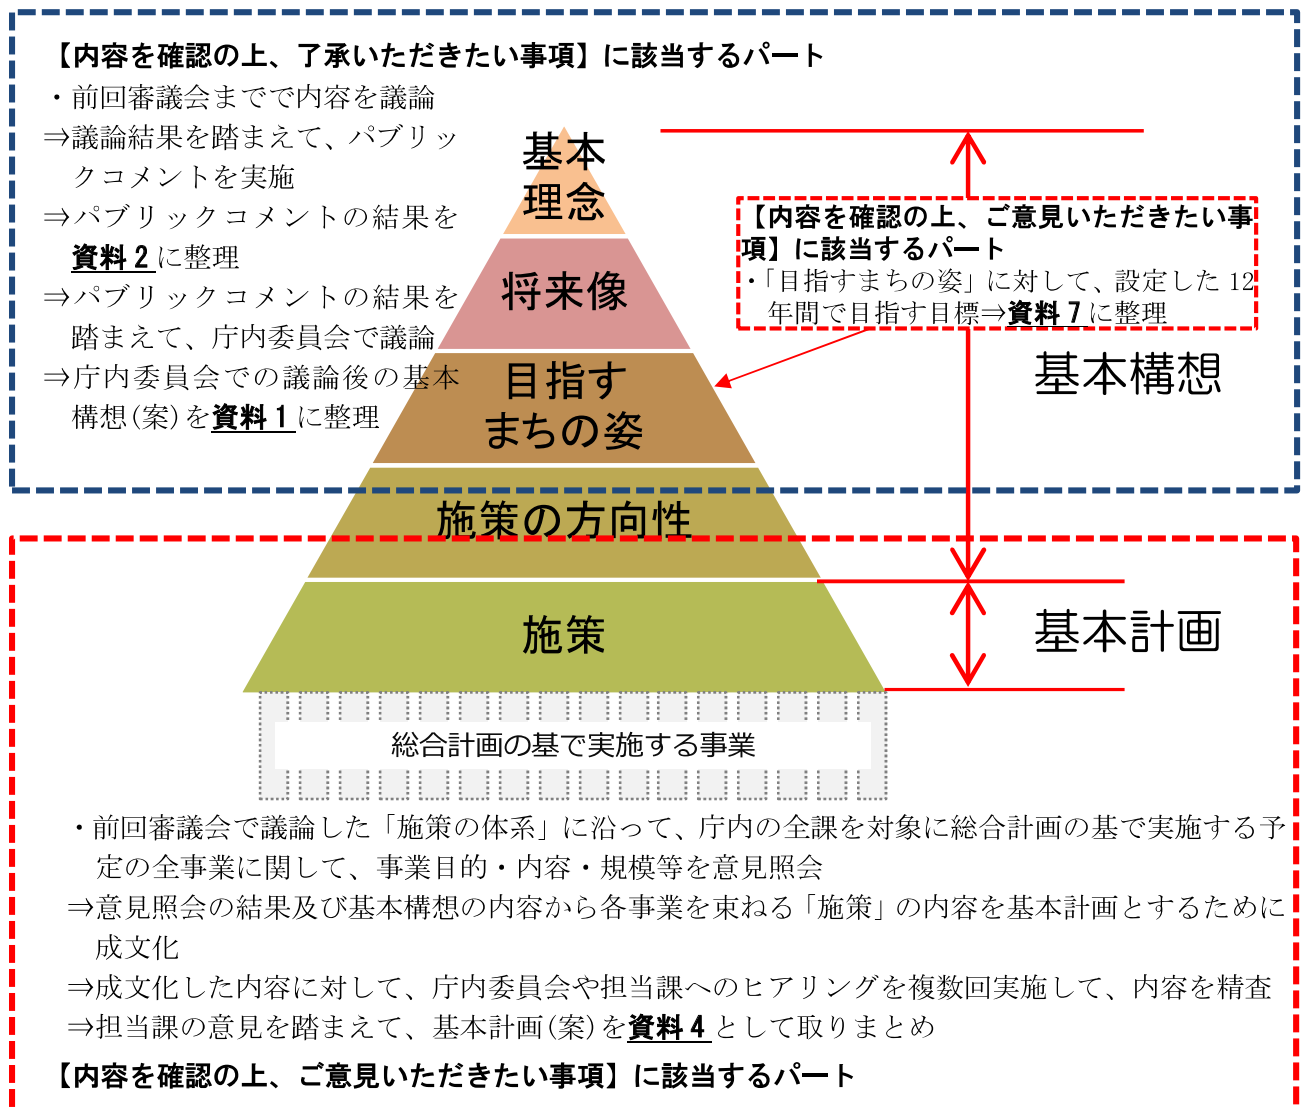 【内容を確認の上、了承いただきたい事項】に該当するパート
・前回審議会までで内容を議論
⇒議論結果を踏まえて、パブリッ
クコメントを実施
⇒パブリックコメントの結果を
資料2に整理
⇒パブリックコメントの結果を
踏まえて、庁内委員会で議論
⇒庁内委員会での議論後の基本
構想(案)を資料1に整理
基本
理念
将来像
目指す
まちの姿
施策の方向性
施策
【内容を確認の上、ご意見いただきたい事
項】に該当するパート
・「目指すまちの姿」に対して、設定した12
年間で目指す目標⇒資料7に整理
基本構想
基本計画
総合計画の基で実施する事業
・前回審議会で議論した「施策の体系」に沿って、庁内の全課を対象に総合計画の基で実施する予
定の全事業に関して、事業目的・内容・規模等を意見照会
⇒意見照会の結果及び基本構想の内容から各事業を束ねる「施策」の内容を基本計画とするために
成文化
⇒成文化した内容に対して、庁内委員会や担当課へのヒアリングを複数回実施して、内容を精査
⇒担当課の意見を踏まえて、基本計画(案)を資料4として取りまとめ
【内容を確認の上、ご意見いただきたい事項】に該当するパート